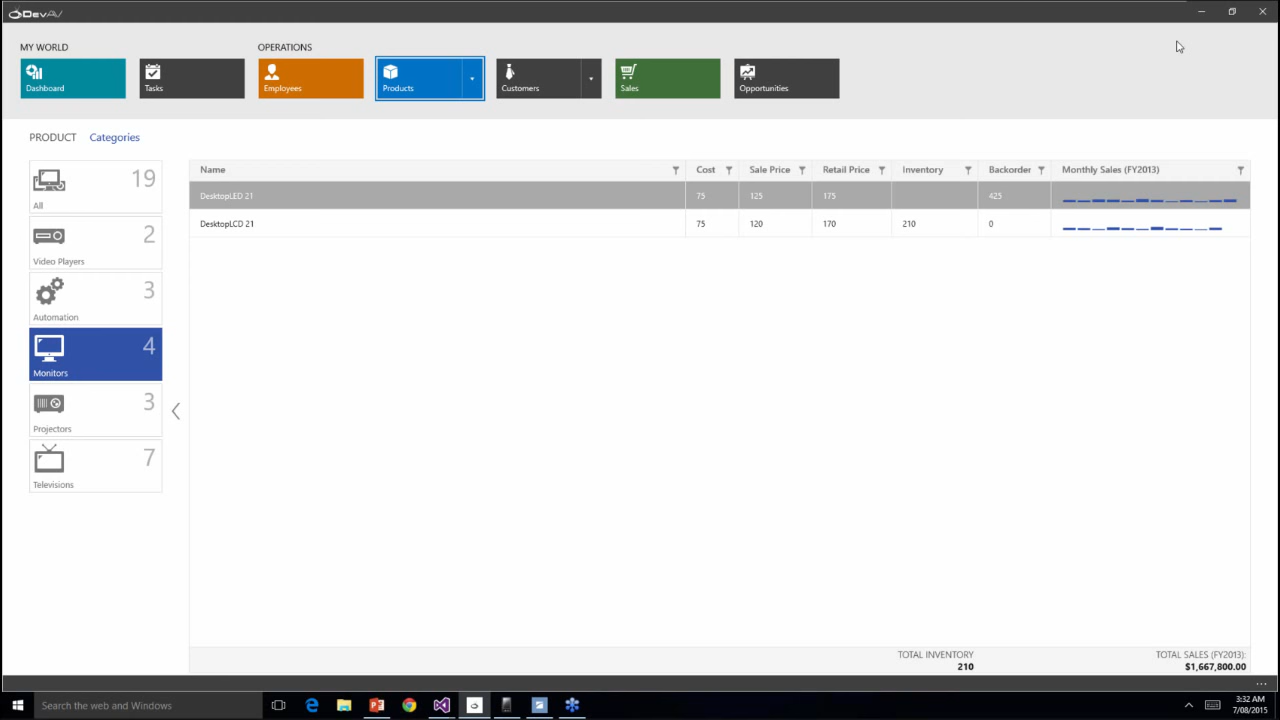 DevAV
MY WORLD
OPERATIONS
Dashboard
Tasks
Employees
Products
Customers
Sales
Opportunities
PRODUCT Categories
19
All
2
Video Players
3
Automation
4
Monitors
3
Projectors
7
Televisions
Name Cost Sale Price Retail Price Inventory Backorder Monthly Sales (FY2013)
DesktopLED 21 75 125 175 425
DesktopLCD 21 75 120 170 210 0
TOTAL INVENTORY
210
TOTAL SALES (FY2013):
$1,667,800.00
Search the web and Windows
3:32 AM
7/08/2015